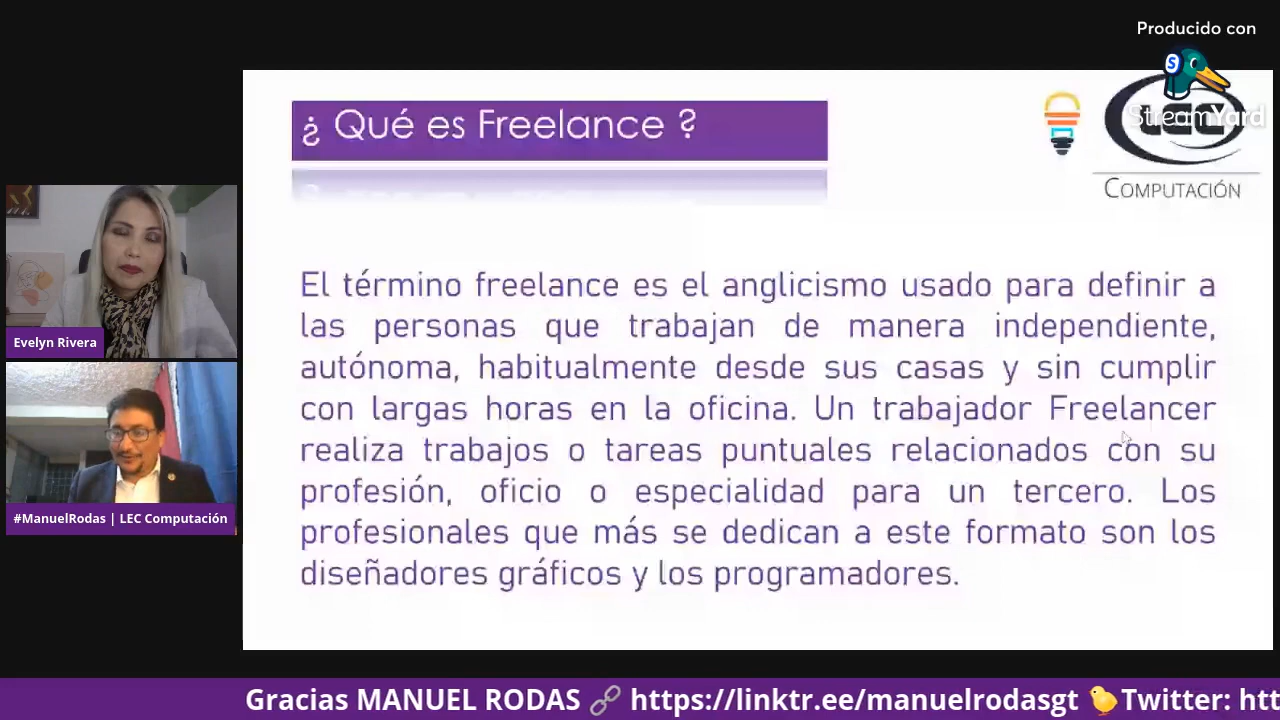 Producido con
StreamYard
¿ Qué es Freelance ?
LEC
COMPUTACIÓN
El término freelance es el anglicismo usado para definir a
las personas que trabajan de manera independiente,
autónoma, habitualmente desde sus casas y sin cumplir
con largas horas en la oficina. Un trabajador Freelancer
realiza trabajos o tareas puntuales relacionados con su
profesión, oficio o especialidad para un tercero. Los
profesionales que más se dedican a este formato son los
diseñadores gráficos y los programadores.
Evelyn Rivera
#ManuelRodas | LEC Computación
Gracias MANUEL RODAS 🔗 https://linktr.ee/manuelrodasgt 🐤Twitter: htt